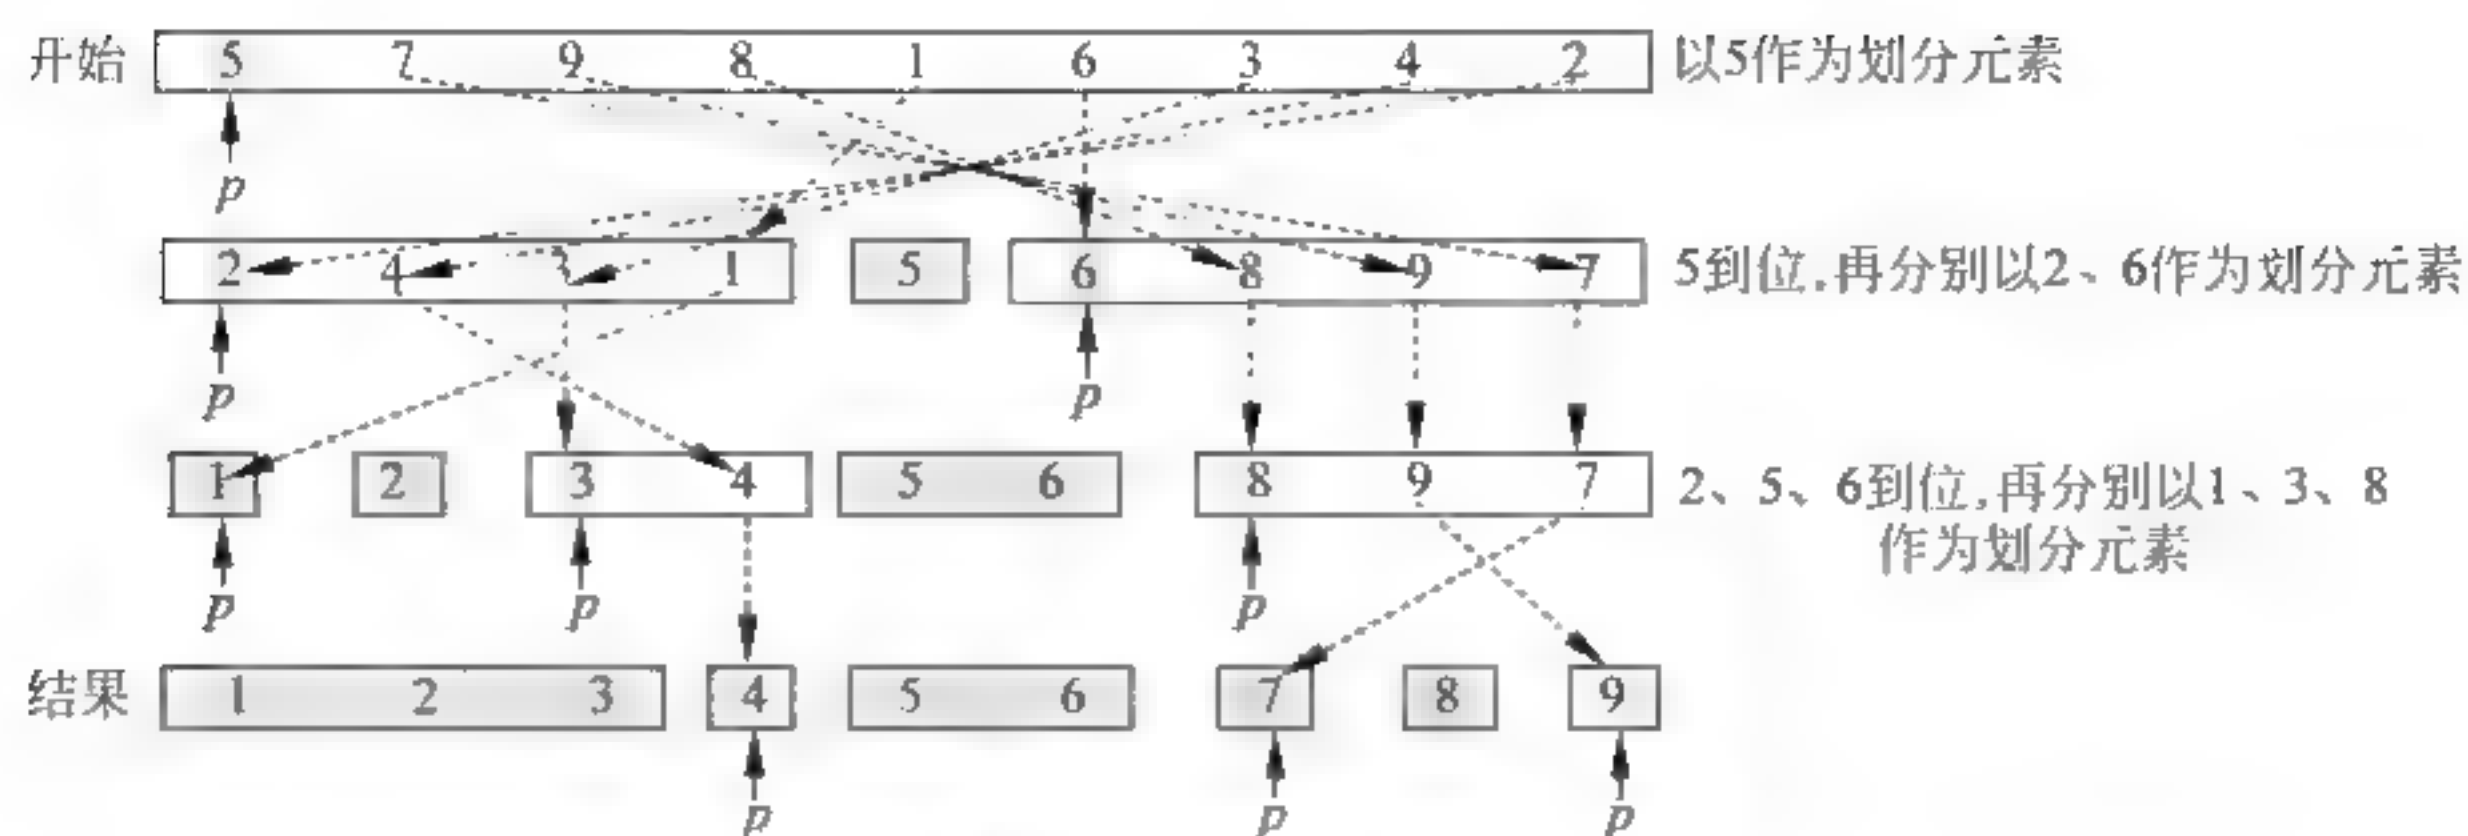 开始 5 7 9 8 1 6 3 4 2 以5作为划分元素
p
2 4 3 1 5 6 8 9 7 5到位,再分别以2、6作为划分元素
p p
1 2 3 4 5 6 8 9 7 2、5、6到位,再分别以1、3、8
作为划分元素
p p p
结果 1 2 3 4 5 6 7 8 9
p p p